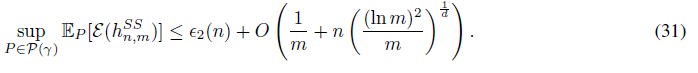 sup_{P∈𝒫(γ)} 𝔼_P[ℰ(h^{SS}_{n,m})] ≤ ϵ_2(n) + O( 1/m + n ( (ln m)^2 / m )^{1/d} ). (31)